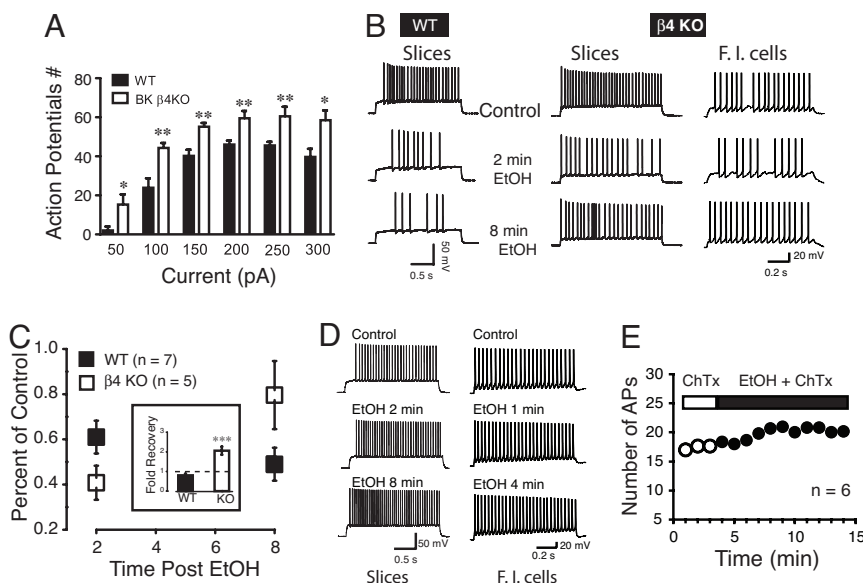 A
WT
BK β4KO
Action Potentials #
80
60
40
20
0
*
**
**
**
**
*
50 100 150 200 250 300
Current (pA)
B
WT
β4 KO
Slices
Slices
F. I. cells
Control
2 min
EtOH
8 min
EtOH
50 mV
0.5 s
20 mV
0.2 s
C
Percent of Control
1.0
0.8
0.6
0.4
0.2
WT (n = 7)
β4 KO (n = 5)
Fold Recovery
3
2
1
0
***
WT KO
2 4 6 8
Time Post EtOH
D
Control
Control
EtOH 2 min
EtOH 1 min
EtOH 8 min
EtOH 4 min
50 mV
0.5 s
20 mV
0.2 s
Slices
F. I. cells
E
Number of APs
30
25
20
15
10
5
ChTx
EtOH + ChTx
n = 6
0 5 10 15
Time (min)